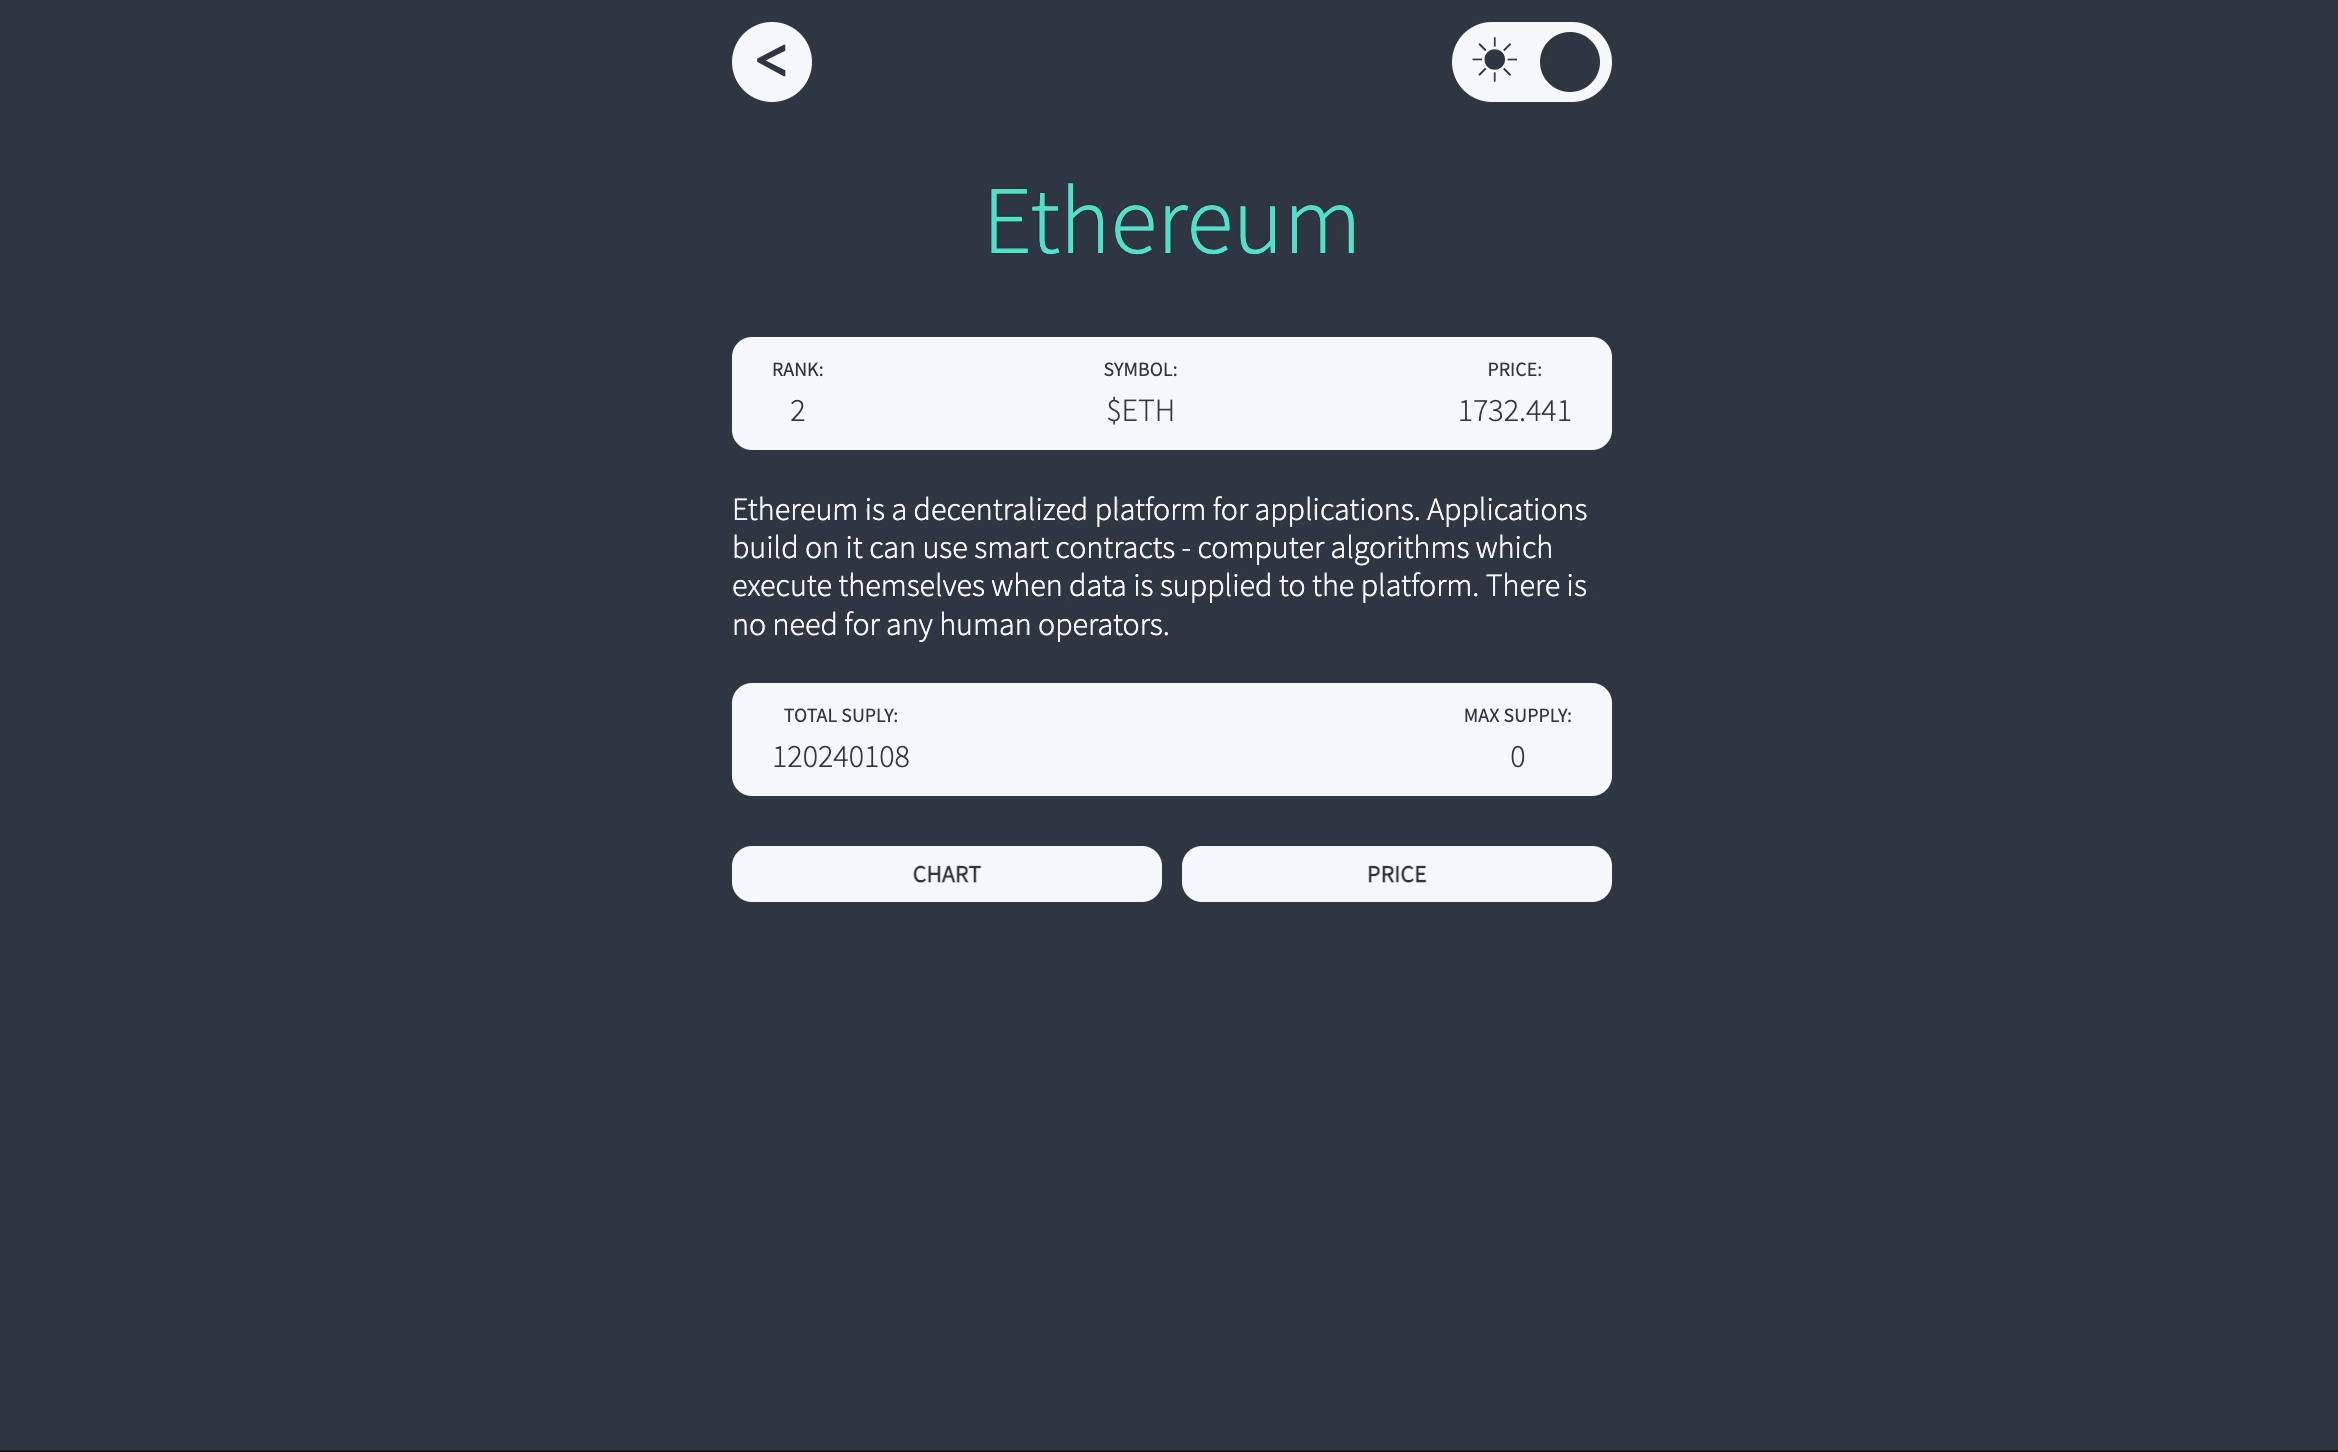 <
Ethereum
RANK: SYMBOL: PRICE:
2 $ETH 1732.441
Ethereum is a decentralized platform for applications. Applications
build on it can use smart contracts - computer algorithms which
execute themselves when data is supplied to the platform. There is
no need for any human operators.
TOTAL SUPLY: MAX SUPPLY:
120240108 0
CHART PRICE